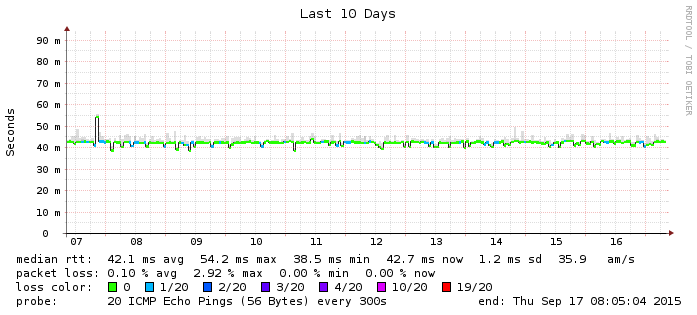 Last 10 Days
RRDTOOL / TOBI OETIKER
Seconds
90 m
80 m
70 m
60 m
50 m
40 m
30 m
20 m
10 m
0
07 08 09 10 11 12 13 14 15 16
median rtt: 42.1 ms avg 54.2 ms max 38.5 ms min 42.7 ms now 1.2 ms sd 35.9 am/s
packet loss: 0.10 % avg 2.92 % max 0.00 % min 0.00 % now
loss color: 0 1/20 2/20 3/20 4/20 10/20 19/20
probe: 20 ICMP Echo Pings (56 Bytes) every 300s end: Thu Sep 17 08:05:04 2015